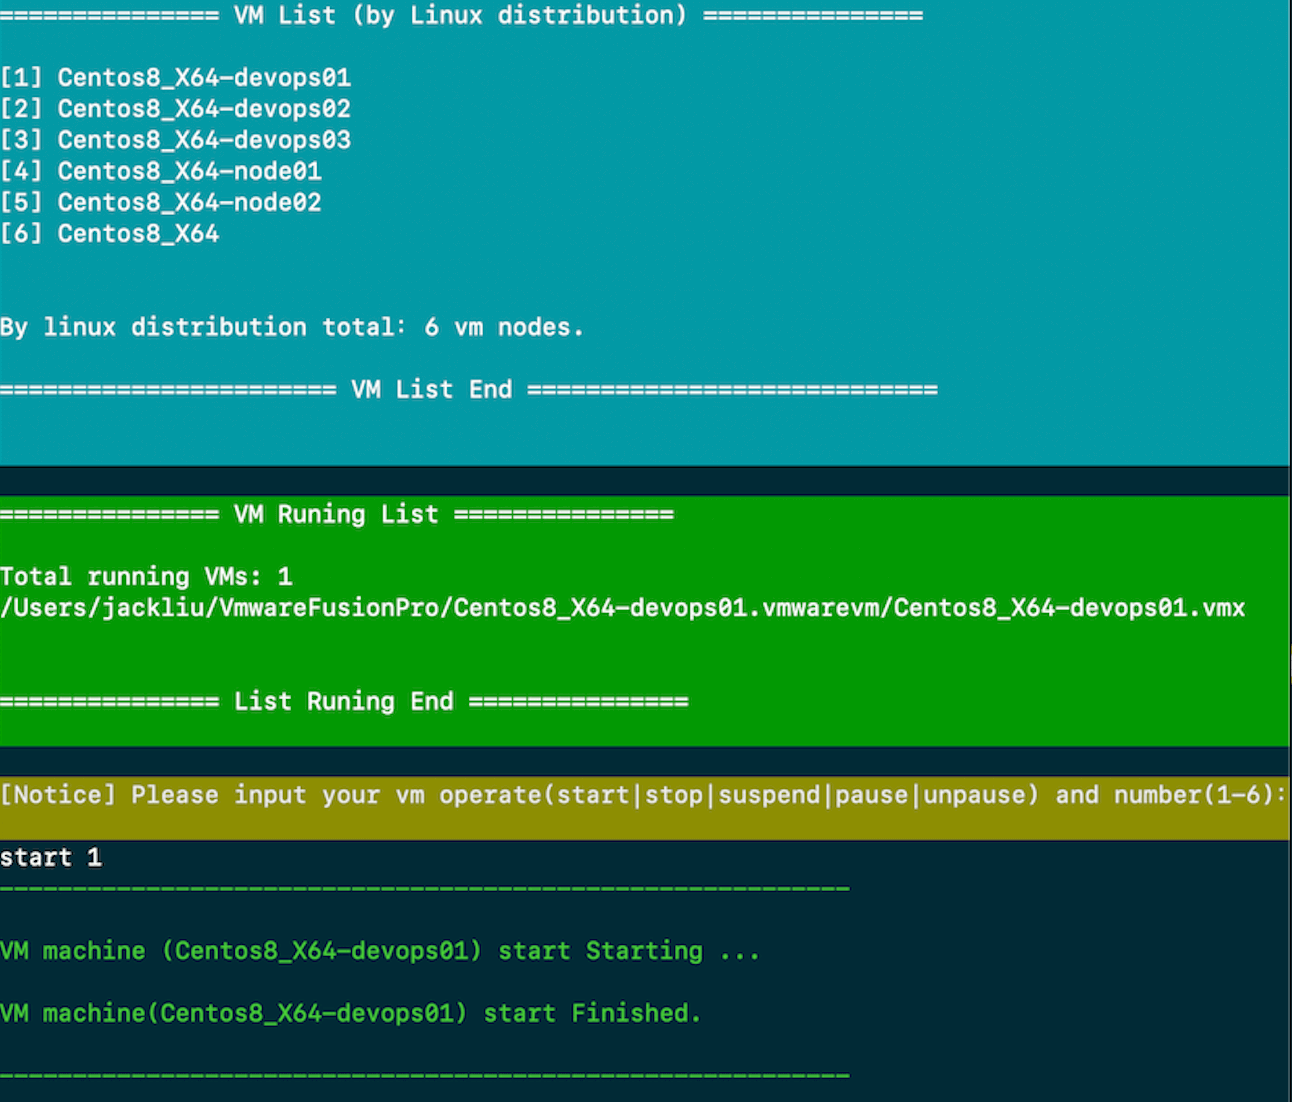 =============== VM List (by Linux distribution) ===============
[1] Centos8_X64-devops01
[2] Centos8_X64-devops02
[3] Centos8_X64-devops03
[4] Centos8_X64-node01
[5] Centos8_X64-node02
[6] Centos8_X64
By linux distribution total: 6 vm nodes.
======================= VM List End ============================
=============== VM Runing List ===============
Total running VMs: 1
/Users/jackliu/VmwareFusionPro/Centos8_X64-devops01.vmwarevm/Centos8_X64-devops01.vmx
=============== List Runing End ===============
[Notice] Please input your vm operate(start|stop|suspend|pause|unpause) and number(1-6):
start 1
----------------------------------------------------------
VM machine (Centos8_X64-devops01) start Starting ...
VM machine(Centos8_X64-devops01) start Finished.
----------------------------------------------------------